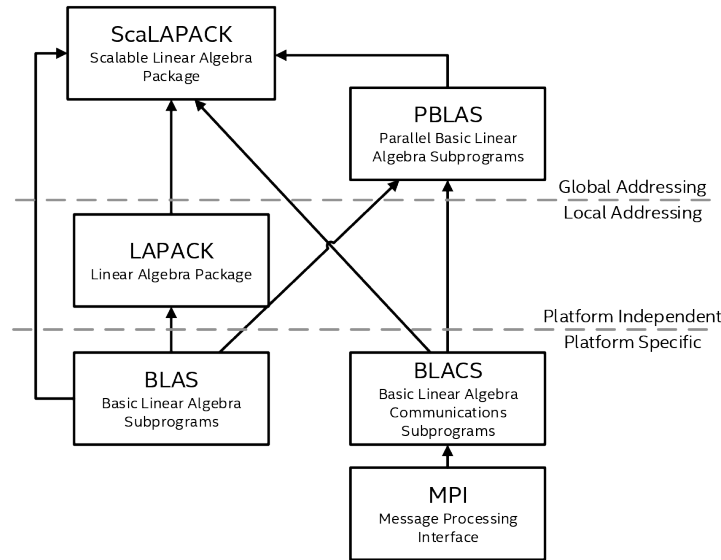 ScaLAPACK
Scalable Linear Algebra
Package
PBLAS
Parallel Basic Linear
Algebra Subprograms
Global Addressing
Local Addressing
LAPACK
Linear Algebra Package
Platform Independent
Platform Specific
BLAS
Basic Linear Algebra
Subprograms
BLACS
Basic Linear Algebra
Communications
Subprograms
MPI
Message Processing
Interface